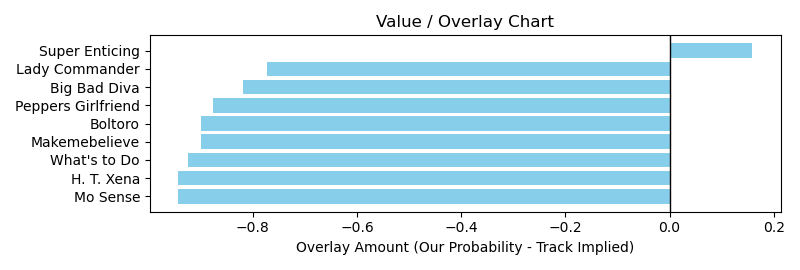 Value / Overlay Chart
Super Enticing
Lady Commander
Big Bad Diva
Peppers Girlfriend
Boltoro
Makemebelieve
What's to Do
H. T. Xena
Mo Sense
−0.8 −0.6 −0.4 −0.2 0.0 0.2
Overlay Amount (Our Probability - Track Implied)